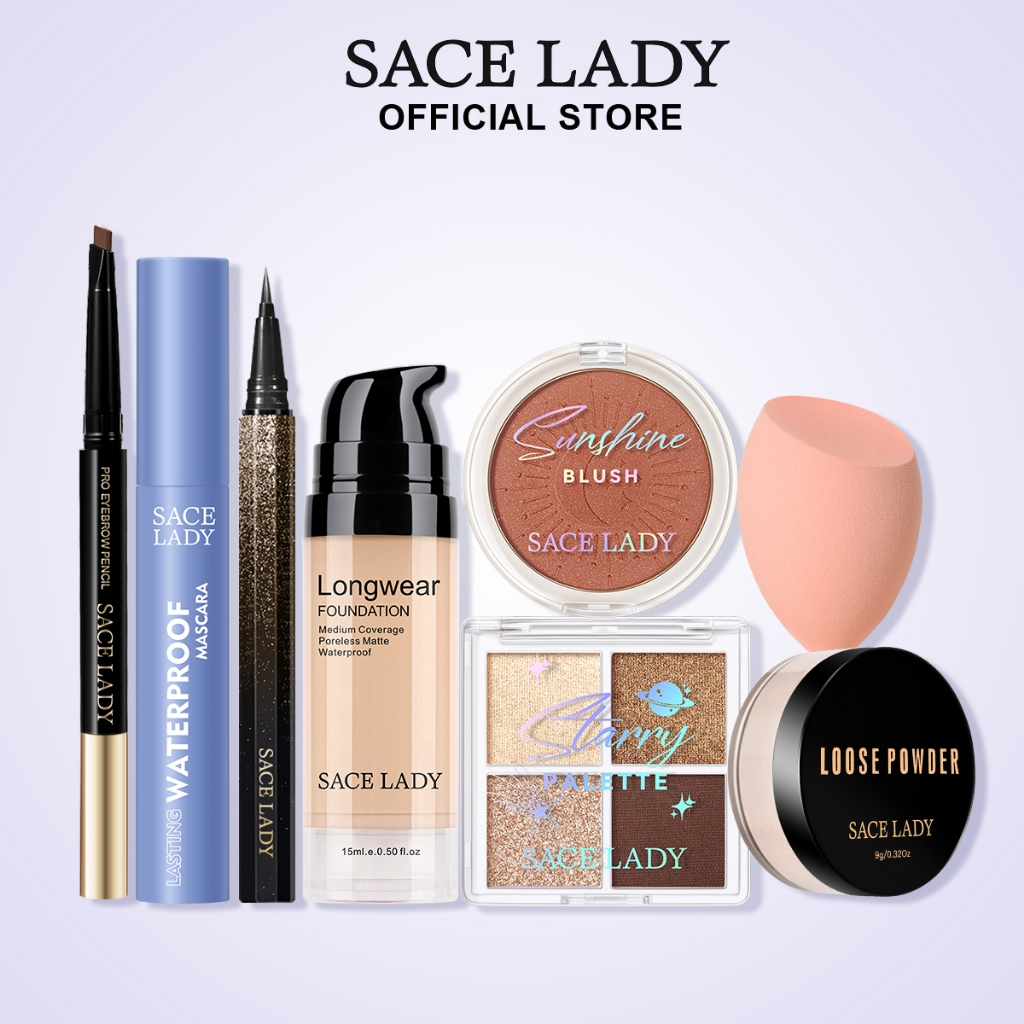 SACE LADY
OFFICIAL STORE
PRO EYEBROW PENCIL
SACE LADY
SACE
LADY
LASTING WATERPROOF
MASCARA
SACE LADY
Longwear
FOUNDATION
Medium Coverage
Poreless Matte
Waterproof
SACE LADY
15ml.e.0.50 fl.oz
Sunshine
BLUSH
SACE LADY
Starry
PALETTE
SACE LADY
LOOSE POWDER
SACE LADY
9g/0.32Oz